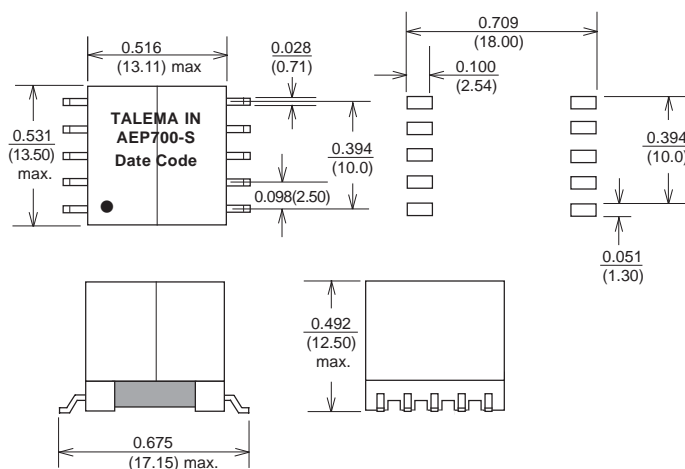 0.516
(13.11) max
0.028
(0.71)
0.709
(18.00)
0.100
(2.54)
TALEMA IN
AEP700-S
Date Code
0.531
(13.50)
max.
0.394
(10.0)
0.098(2.50)
0.394
(10.0)
0.051
(1.30)
0.492
(12.50)
max.
0.675
(17.15) max.